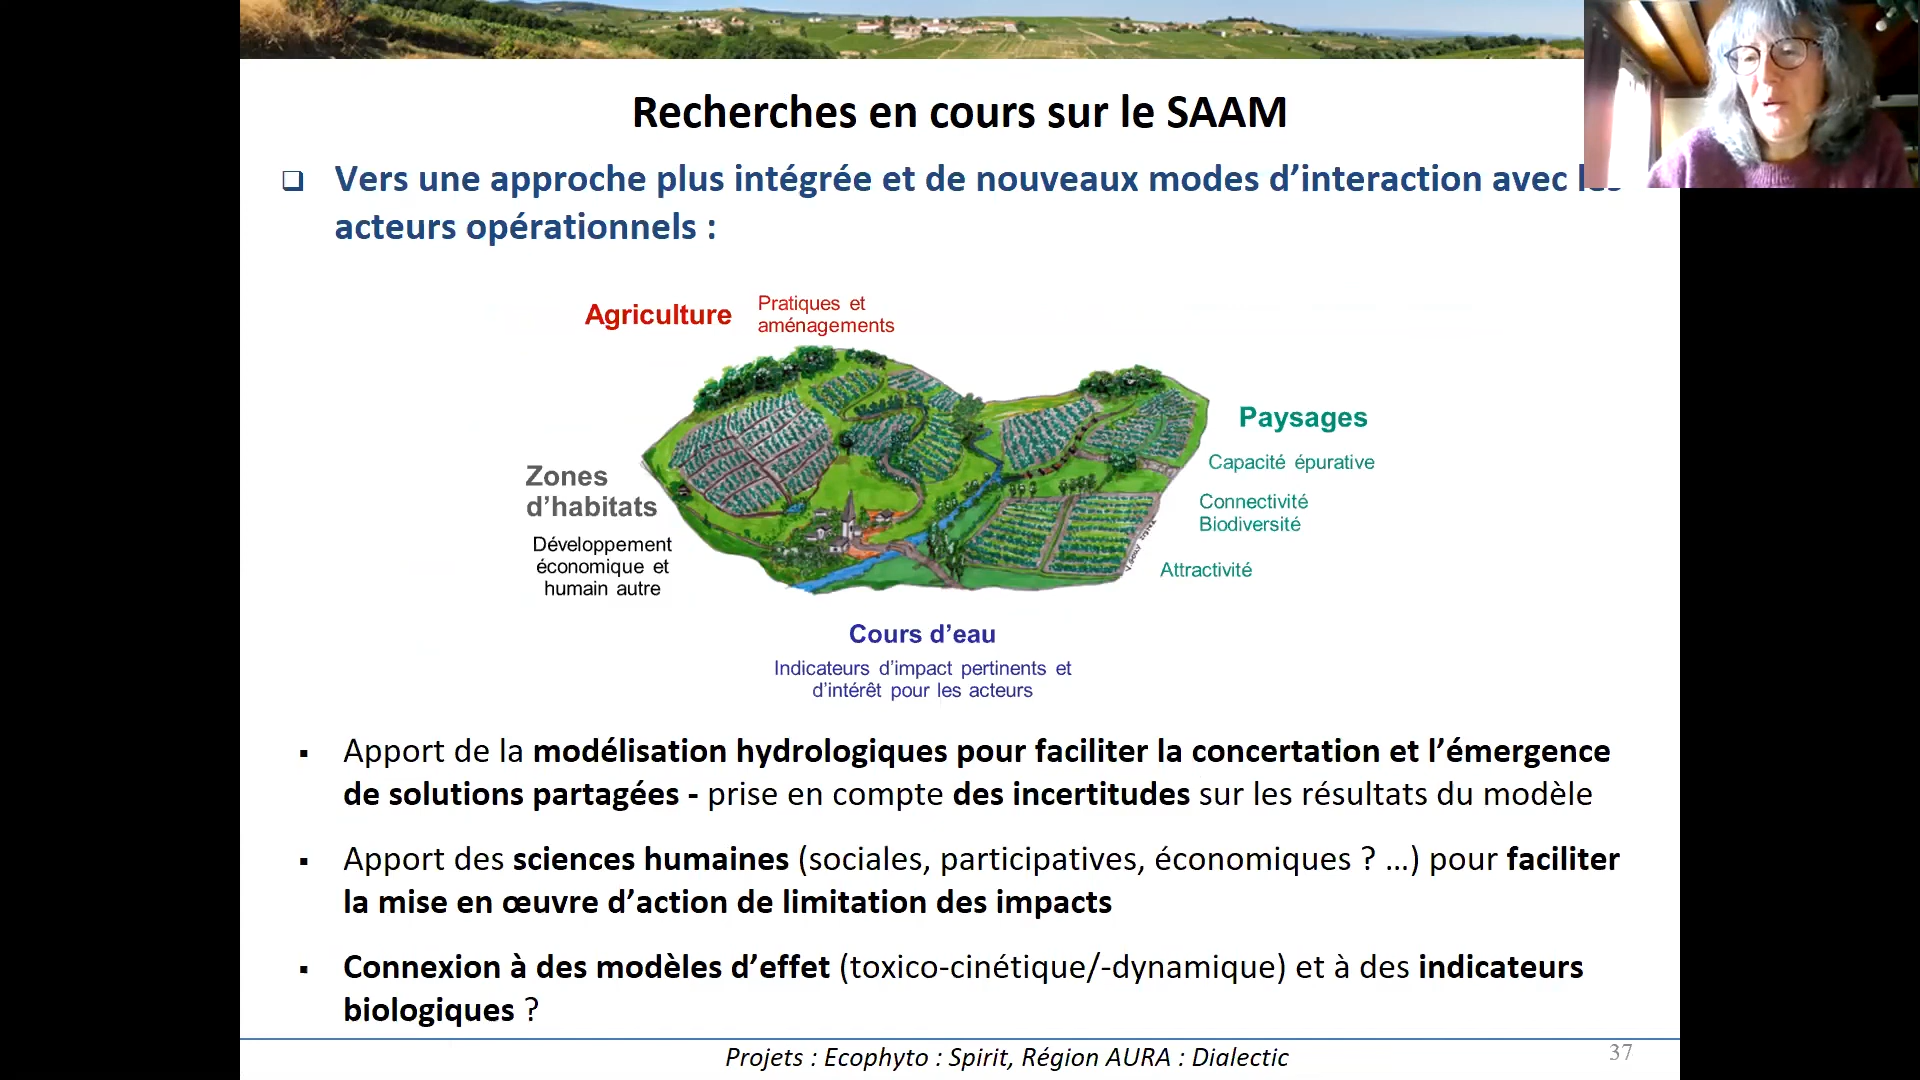 Recherches en cours sur le SAAM
Vers une approche plus intégrée et de nouveaux modes d’interaction avec
acteurs opérationnels :
Agriculture
Pratiques et
aménagements
Paysages
Capacité épurative
Connectivité
Biodiversité
Attractivité
Zones
d’habitats
Développement
économique et
humain autre
Cours d’eau
Indicateurs d’impact pertinents et
d’intérêt pour les acteurs
Apport de la modélisation hydrologiques pour faciliter la concertation et l’émergence
de solutions partagées - prise en compte des incertitudes sur les résultats du modèle
Apport des sciences humaines (sociales, participatives, économiques ? …) pour faciliter
la mise en œuvre d’action de limitation des impacts
Connexion à des modèles d’effet (toxico-cinétique/-dynamique) et à des indicateurs
biologiques ?
Projets : Ecophyto : Spirit, Région AURA : Dialectic
37